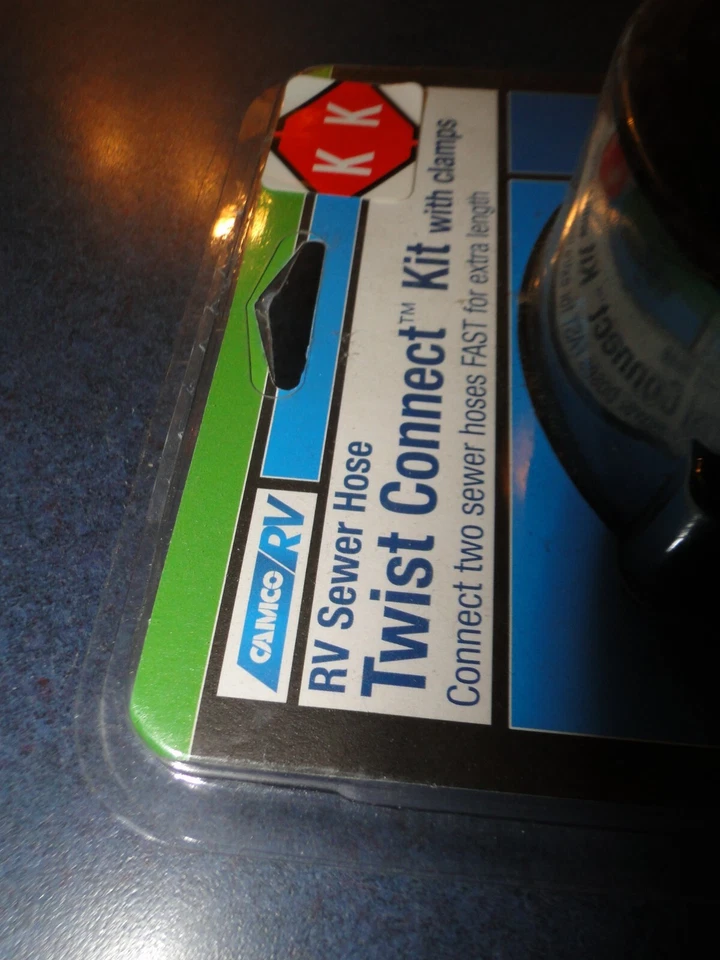 K K
CAMCO/RV
RV Sewer Hose
Twist Connect™ Kit with clamps
Connect two sewer hoses FAST for extra length